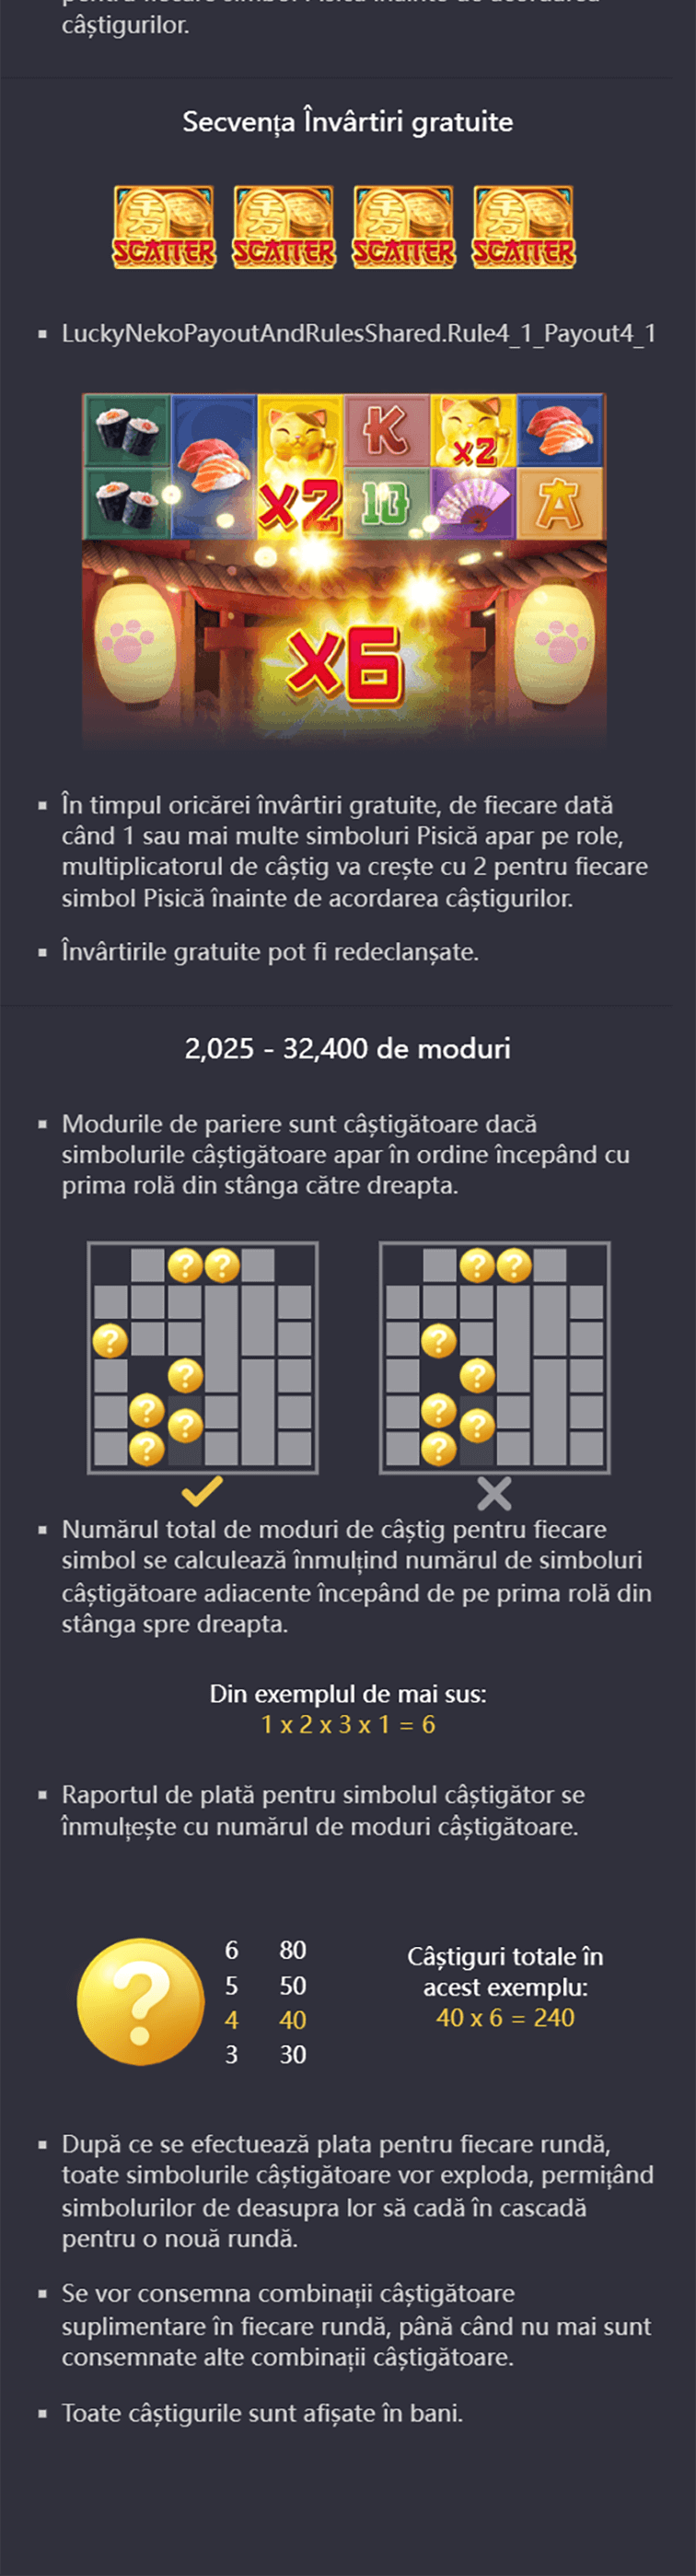 câștigurilor.
Secvența Învârtiri gratuite
SCATTER SCATTER SCATTER SCATTER
LuckyNekoPayoutAndRulesShared.Rule4_1_Payout4_1
K x2
x2 10 A
x6
În timpul oricărei învârtiri gratuite, de fiecare dată
când 1 sau mai multe simboluri Pisică apar pe role,
multiplicatorul de câștig va crește cu 2 pentru fiecare
simbol Pisică înainte de acordarea câștigurilor.
Învârtirile gratuite pot fi redeclanșate.
2,025 - 32,400 de moduri
Modurile de pariere sunt câștigătoare dacă
simbolurile câștigătoare apar în ordine începând cu
prima rolă din stânga către dreapta.
? ? ? ?
? ?
? ?
? ? ? ?
? ?
Numărul total de moduri de câștig pentru fiecare
simbol se calculează înmulțind numărul de simboluri
câștigătoare adiacente începând de pe prima rolă din
stânga spre dreapta.
Din exemplul de mai sus:
1 x 2 x 3 x 1 = 6
Raportul de plată pentru simbolul câștigător se
înmulțește cu numărul de moduri câștigătoare.
?
6 80
5 50
4 40
3 30
Câștiguri totale în
acest exemplu:
40 x 6 = 240
După ce se efectuează plata pentru fiecare rundă,
toate simbolurile câștigătoare vor exploda, permițând
simbolurilor de deasupra lor să cadă în cascadă
pentru o nouă rundă.
Se vor consemna combinații câștigătoare
suplimentare în fiecare rundă, până când nu mai sunt
consemnate alte combinații câștigătoare.
Toate câștigurile sunt afișate în bani.